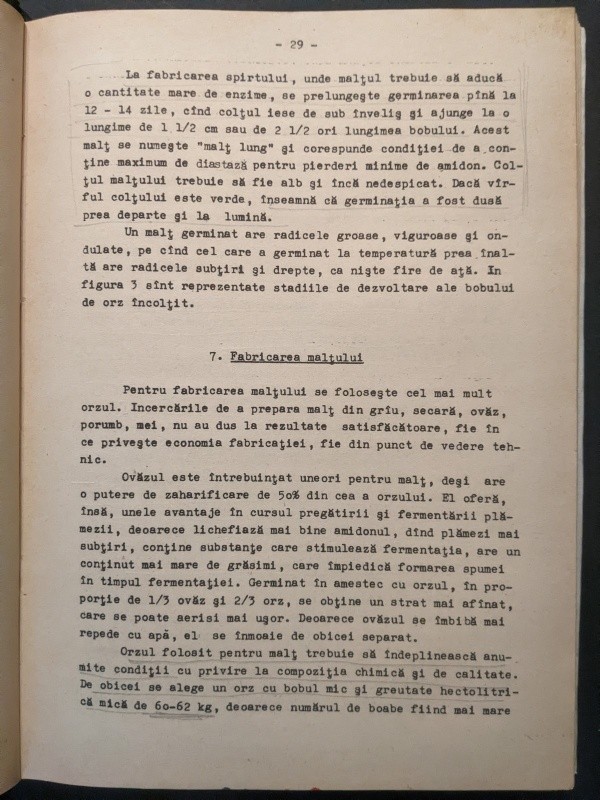 - 29 -
La fabricarea spirtului, unde malţul trebuie să aducă
o cantitate mare de enzime, se prelungeşte germinarea pînă la
12 - 14 zile, cînd colţul iese de sub înveliş şi ajunge la o
lungime de 1 1/2 cm sau de 2 1/2 ori lungimea bobului. Acest
malţ se numeşte "malţ lung" şi corespunde condiţiei de a con-
ţine maximum de diastază pentru pierderi minime de amidon. Col-
ţul malţului trebuie să fie alb şi încă nedespicat. Dacă vîr-
ful colţului este verde, înseamnă că germinaţia a fost dusă
prea departe şi la lumină.
Un malţ germinat are radicele groase, viguroase şi on-
dulate, pe cînd cel care a germinat la temperatură prea înal-
tă are radicele subţiri şi drepte, ca nişte fire de aţă. In
figura 3 sînt reprezentate stadiile de dezvoltare ale bobului
de orz încolţit.
7. Fabricarea malţului
Pentru fabricarea malţului se foloseşte cel mai mult
orzul. Incercările de a prepara malţ din grîu, secară, ovăz,
porumb, mei, nu au dus la rezultate satisfăcătoare, fie în
ce priveşte economia fabricaţiei, fie din punct de vedere teh-
nic.
Ovăzul este întrebuinţat uneori pentru malţ, deşi are
o putere de zaharificare de 50% din cea a orzului. El oferă,
însă, unele avantaje în cursul pregătirii şi fermentării plă-
mezii, deoarece lichefiază mai bine amidonul, dînd plămezi mai
subţiri, conţine substanţe care stimulează fermentaţia, are un
conţinut mai mare de grăsimi, care împiedică formarea spumei
în timpul fermentaţiei. Germinat în amestec cu orzul, în pro-
porţie de 1/3 ovăz şi 2/3 orz, se obţine un strat mai afînat,
care se poate aerisi mai uşor. Deoarece ovăzul se îmbibă mai
repede cu apă, el se înmoaie de obicei separat.
Orzul folosit pentru malţ trebuie să îndeplinească anu-
mite condiţii cu privire la compoziţia chimică şi de calitate.
De obicei se alege un orz cu bobul mic şi greutate hectolitri-
că mică de 60-62 kg, deoarece numărul de boabe fiind mai mare